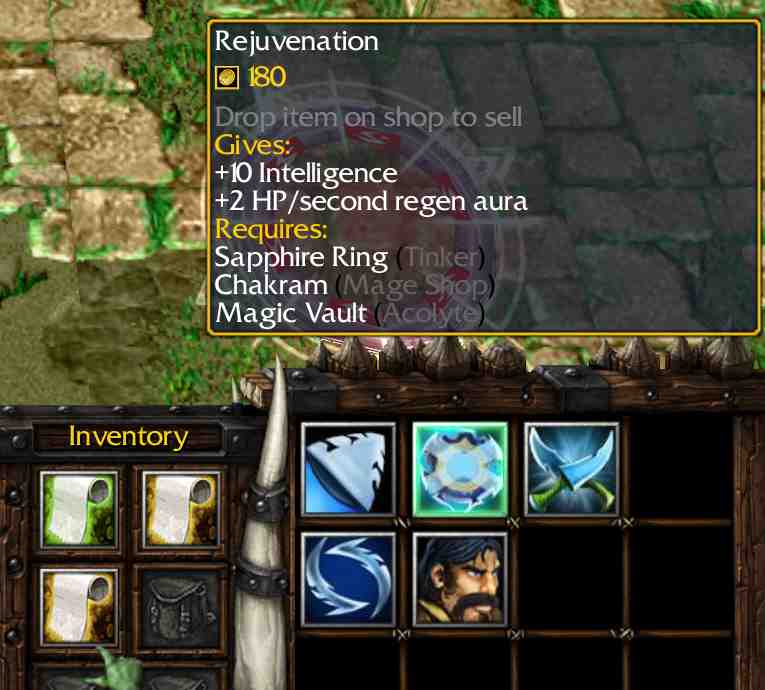 Rejuvenation
180
Drop item on shop to sell
Gives:
+10 Intelligence
+2 HP/second regen aura
Requires:
Sapphire Ring (Tinker)
Chakram (Mage Shop)
Magic Vault (Acolyte)
Inventory